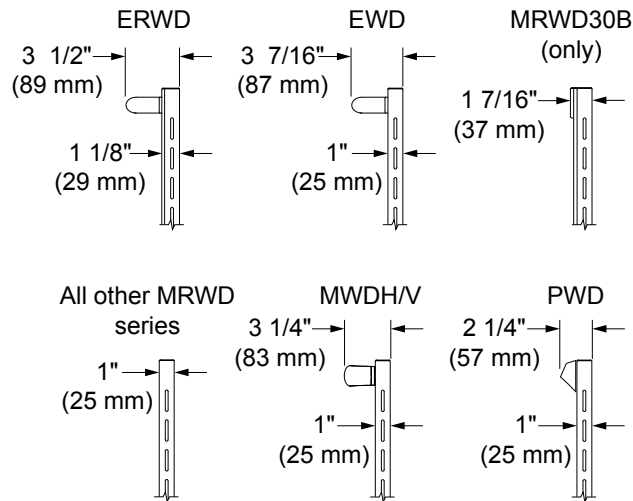 ERWD
3 1/2"
(89 mm)
1 1/8"
(29 mm)
EWD
3 7/16"
(87 mm)
1"
(25 mm)
MRWD30B
(only)
1 7/16"
(37 mm)
All other MRWD
series
1"
(25 mm)
MWDH/V
3 1/4"
(83 mm)
1"
(25 mm)
PWD
2 1/4"
(57 mm)
1"
(25 mm)